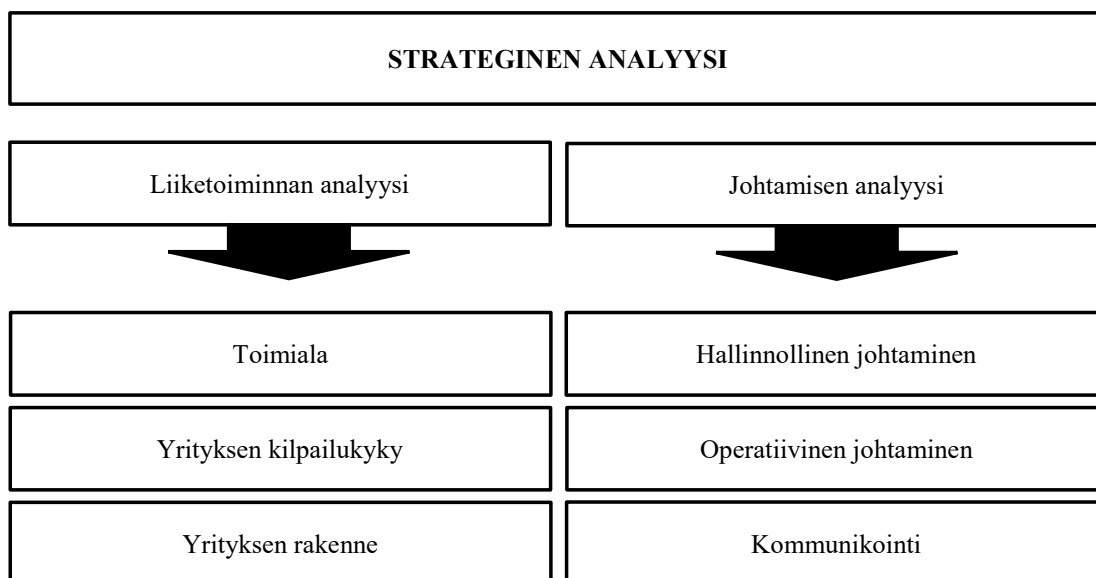 STRATEGINEN ANALYYSI
Liiketoiminnan analyysi
Johtamisen analyysi
Toimiala
Hallinnollinen johtaminen
Yrityksen kilpailukyky
Operatiivinen johtaminen
Yrityksen rakenne
Kommunikointi